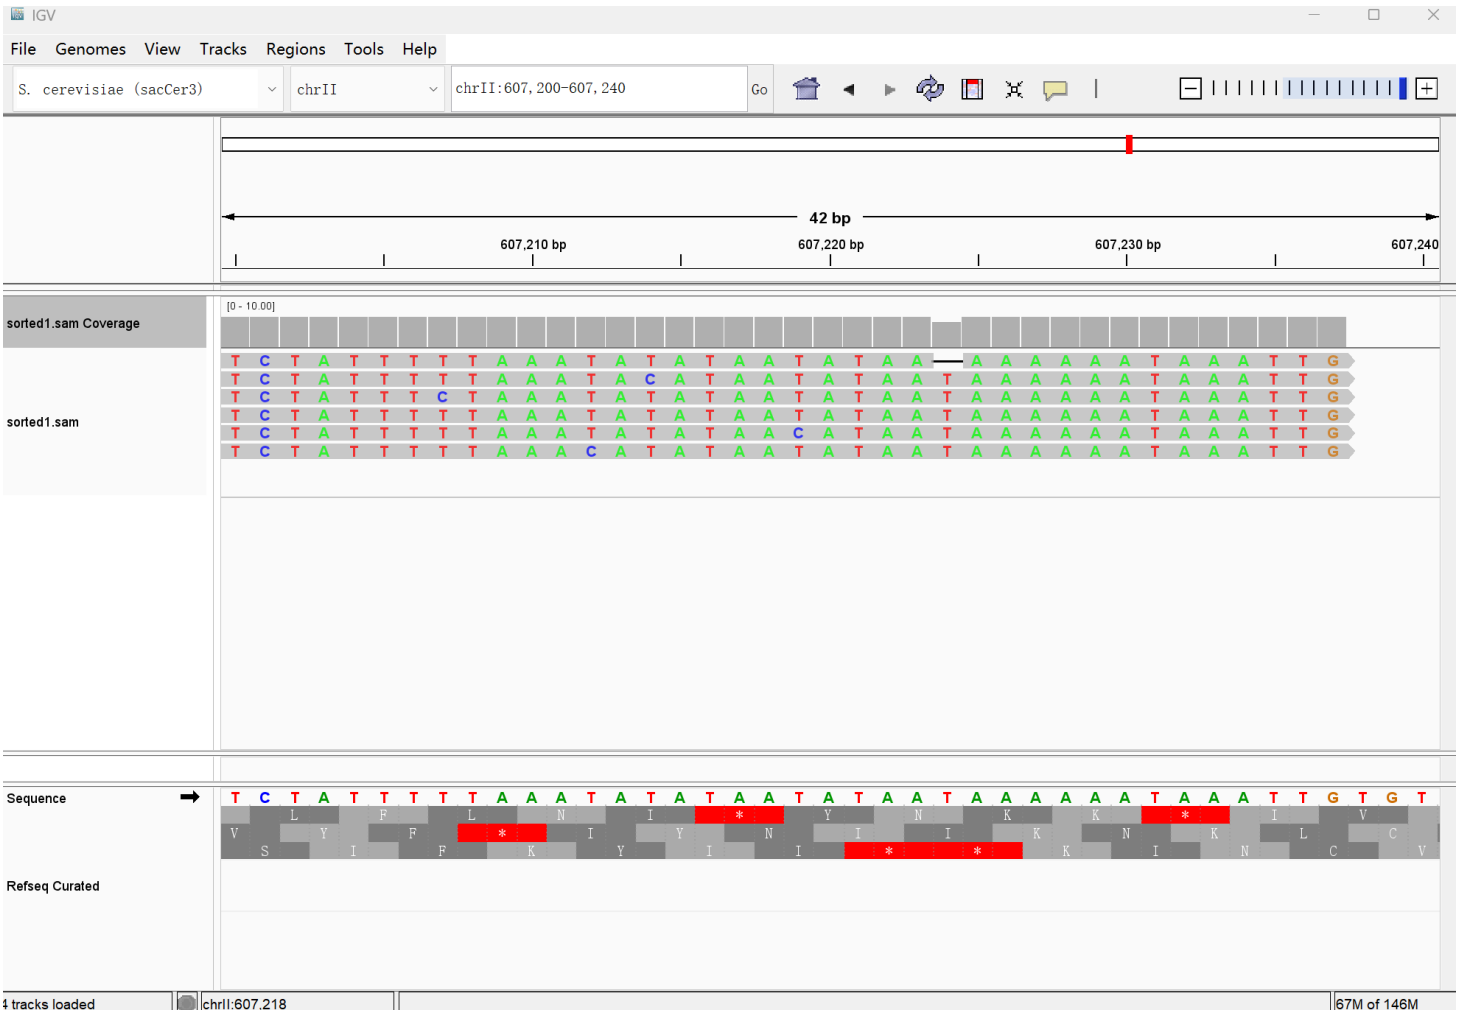 IGV
File Genomes View Tracks Regions Tools Help
S. cerevisiae (sacCer3) chrII chrII:607,200-607,240 Go
42 bp
607,210 bp 607,220 bp 607,230 bp 607,240
[0 - 10.00]
sorted1.sam Coverage
T C T A T T T T T A A A T A T A T A A T A T A A A A A A A A T A A A T T G
T C T A T T T T T A A A T A C A T A A T A T A A T A A A A A A T A A A T T G
T C T A T T T C T A A A T A T A T A A T A T A A T A A A A A A T A A A T T G
sorted1.sam
T C T A T T T T T A A A T A T A T A A T A T A A T A A A A A A T A A A T T G
T C T A T T T T T A A A T A T A T A A C A T A A T A A A A A A T A A A T T G
T C T A T T T T T A A A C A T A T A A T A T A A T A A A A A A T A A A T T G
Sequence T C T A T T T T T A A A T A T A T A A T A T A A T A A A A A A T A A A T T G T G T
L F L N I * Y N K K * I V
V Y F * I Y N I I K N K L C
S I F K Y I I * * K I N C V
Refseq Curated
4 tracks loaded chrII:607,218 67M of 146M